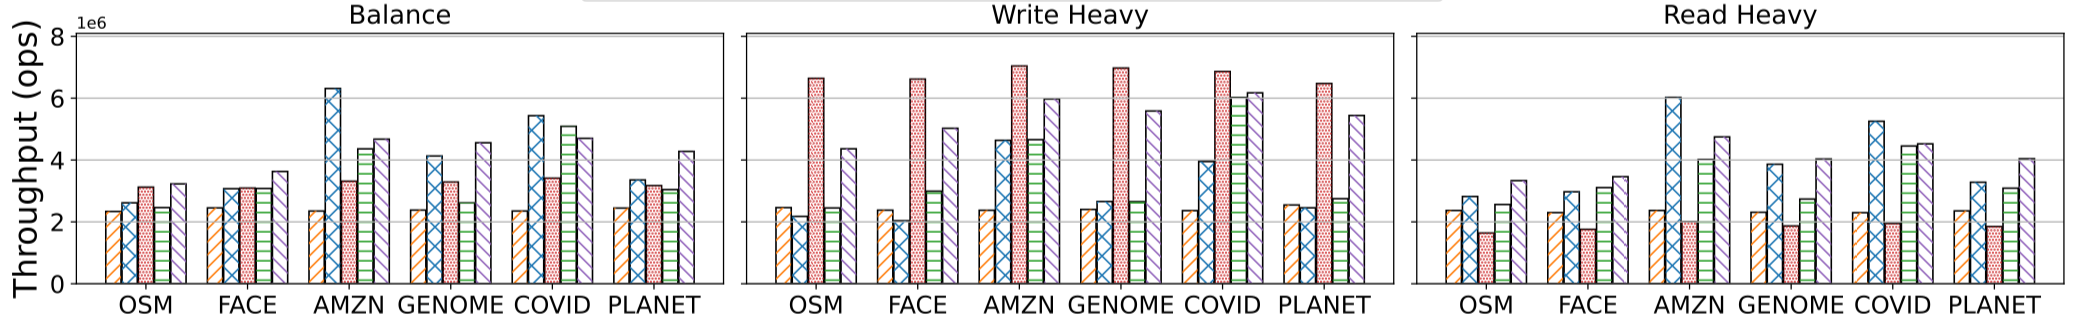 Balance
Write Heavy
Read Heavy
1e6
Throughput (ops)
8
6
4
2
0
OSM FACE AMZN GENOME COVID PLANET
OSM FACE AMZN GENOME COVID PLANET
OSM FACE AMZN GENOME COVID PLANET